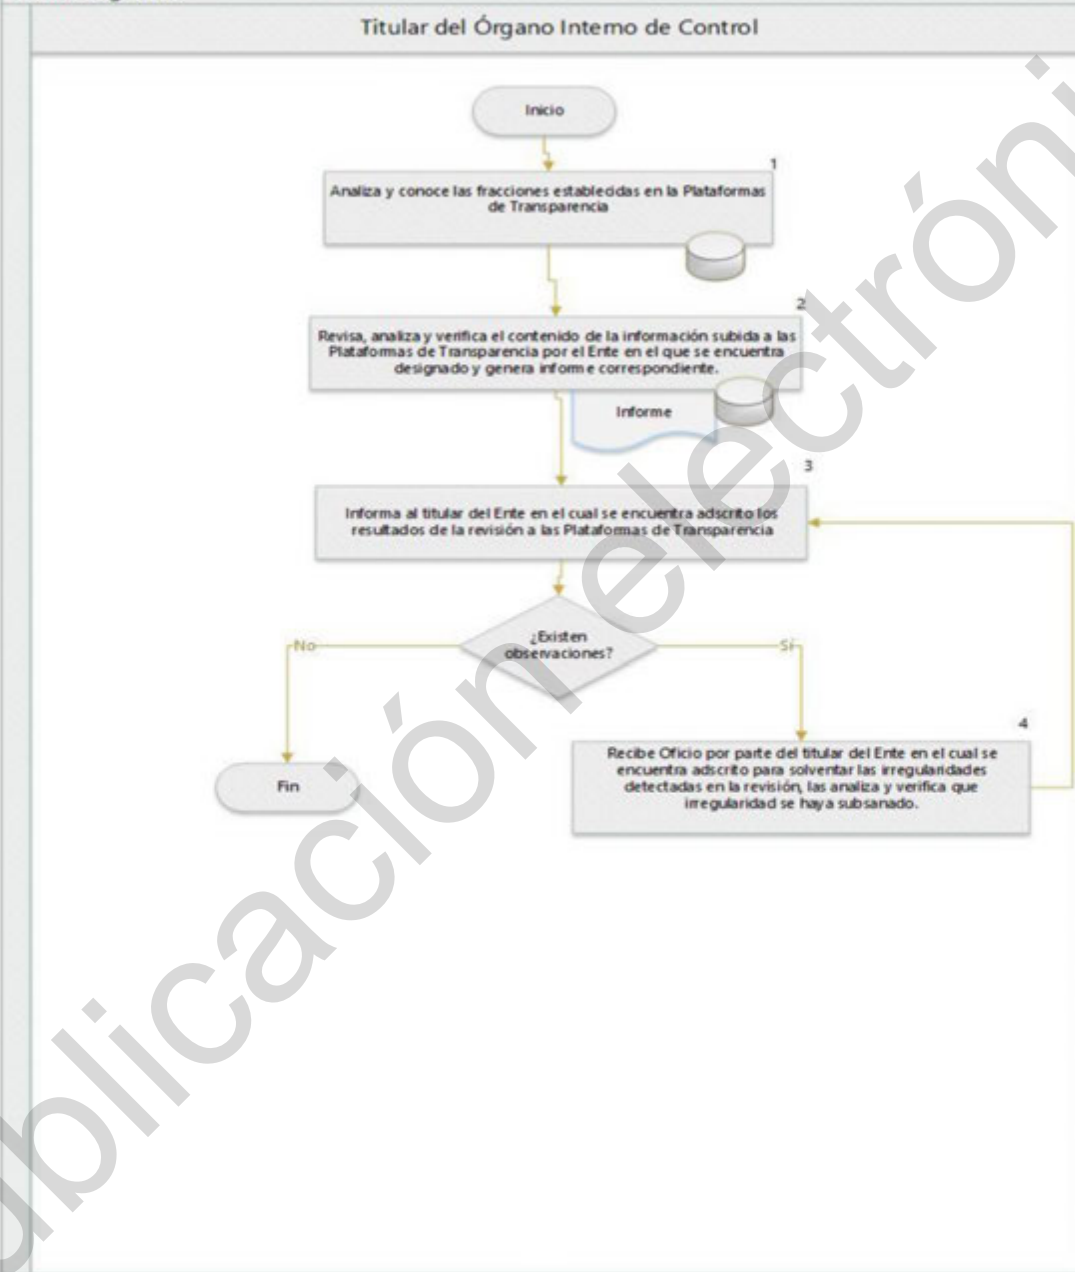 Titular del Órgano Interno de Control
Inicio
1
Analiza y conoce las fracciones establecidas en la Plataformas
de Transparencia
2
Revisa, analiza y verifica el contenido de la información subida a las
Plataformas de Transparencia por el Ente en el que se encuentra
designado y genera informe correspondiente.
Informe
3
Informa al titular del Ente en el cual se encuentra adscrito los
resultados de la revisión a las Plataformas de Transparencia
¿Existen
observaciones?
No
Sí
4
Recibe Oficio por parte del titular del Ente en el cual se
encuentra adscrito para solventar las irregularidades
detectadas en la revisión, las analiza y verifica que
irregularidad se haya subsanado.
Fin
ublicación electróni